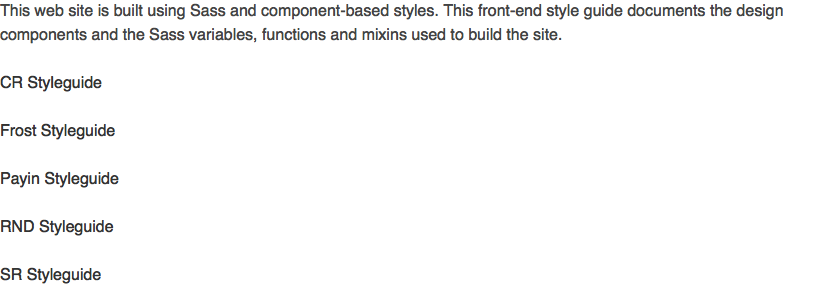 This web site is built using Sass and component-based styles. This front-end style guide documents the design
components and the Sass variables, functions and mixins used to build the site.
CR Styleguide
Frost Styleguide
Payin Styleguide
RND Styleguide
SR Styleguide